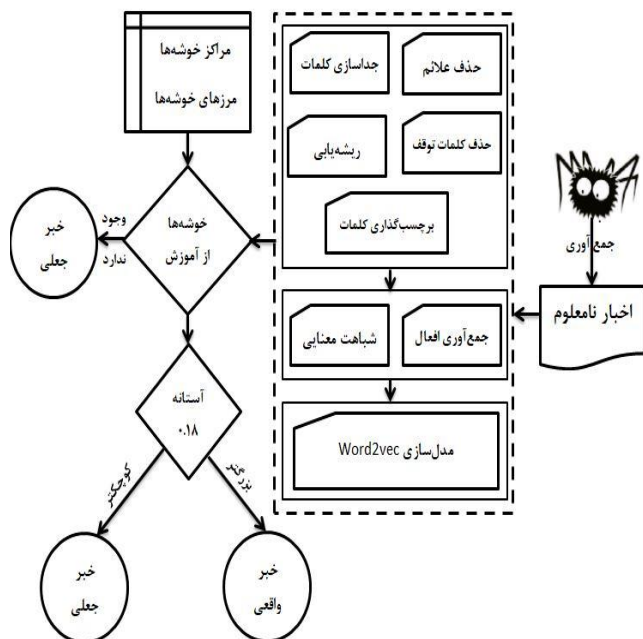 مراکز خوشه‌ها
مرزهای خوشه‌ها
جداسازی کلمات
حذف علائم
ریشه‌یابی
حذف کلمات توقف
برچسب‌گذاری کلمات
جمع آوری
اخبار نامعلوم
خوشه‌ها
از آموزش
وجود
ندارد
خبر
جعلی
شباهت معنایی
جمع‌آوری افعال
مدل‌سازی Word2vec
آستانه
۰.۱۸
کوچکتر
بزرگتر
خبر
جعلی
خبر
واقعی